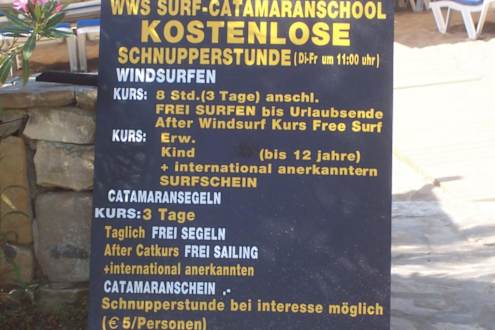 WWS SURF-CATAMARANSCHOOL
KOSTENLOSE
SCHNUPPERSTUNDE (Di-Fr um 11:00 uhr)
WINDSURFEN
KURS: 8 Std.(3 Tage) anschl.
FREI SURFEN bis Urlaubsende
After Windsurf Kurs Free Surf
KURS: Erw.
Kind (bis 12 jahre)
+ international anerkanntern
SURFSCHEIN
CATAMARANSEGELN
KURS: 3 Tage
Taglich FREI SEGELN
After Catkurs FREI SAILING
+international anerkannten
CATAMARANSCHEIN .-
Schnupperstunde bei interesse möglich
(€ 5/Personen)